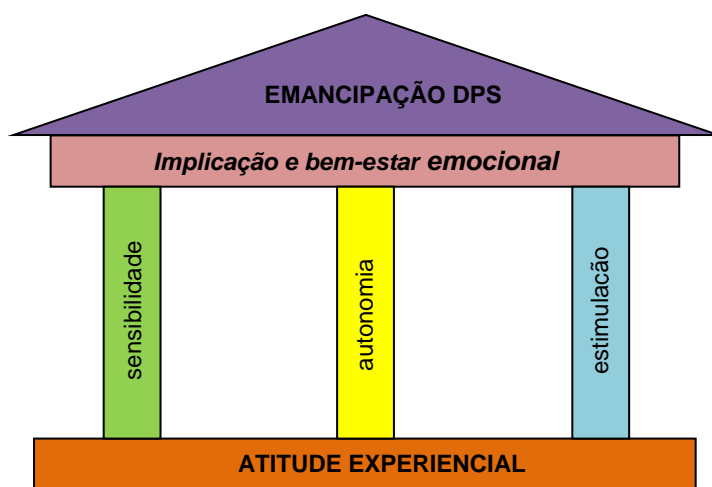 EMANCIPAÇÃO DPS
Implicação e bem-estar emocional
sensibilidade
autonomia
estimulação
ATITUDE EXPERIENCIAL